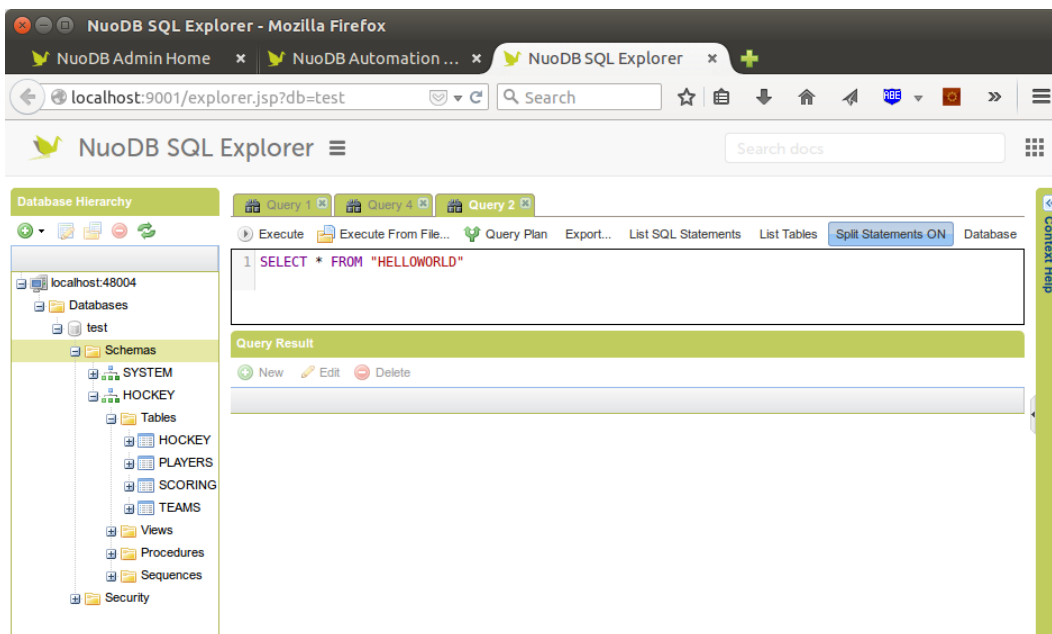 NuoDB SQL Explorer - Mozilla Firefox
NuoDB Admin Home × NuoDB Automation ... × NuoDB SQL Explorer ×
localhost:9001/explorer.jsp?db=test Search ABP »
NuoDB SQL Explorer Search docs
Database Hierarchy
Query 1 Query 4 Query 2
Execute Execute From File... Query Plan Export... List SQL Statements List Tables Split Statements ON Database
1 SELECT * FROM "HELLOWORLD"
localhost:48004
Databases
test
Schemas
SYSTEM
HOCKEY
Tables
HOCKEY
PLAYERS
SCORING
TEAMS
Views
Procedures
Sequences
Security
Query Result
New Edit Delete
Context Help